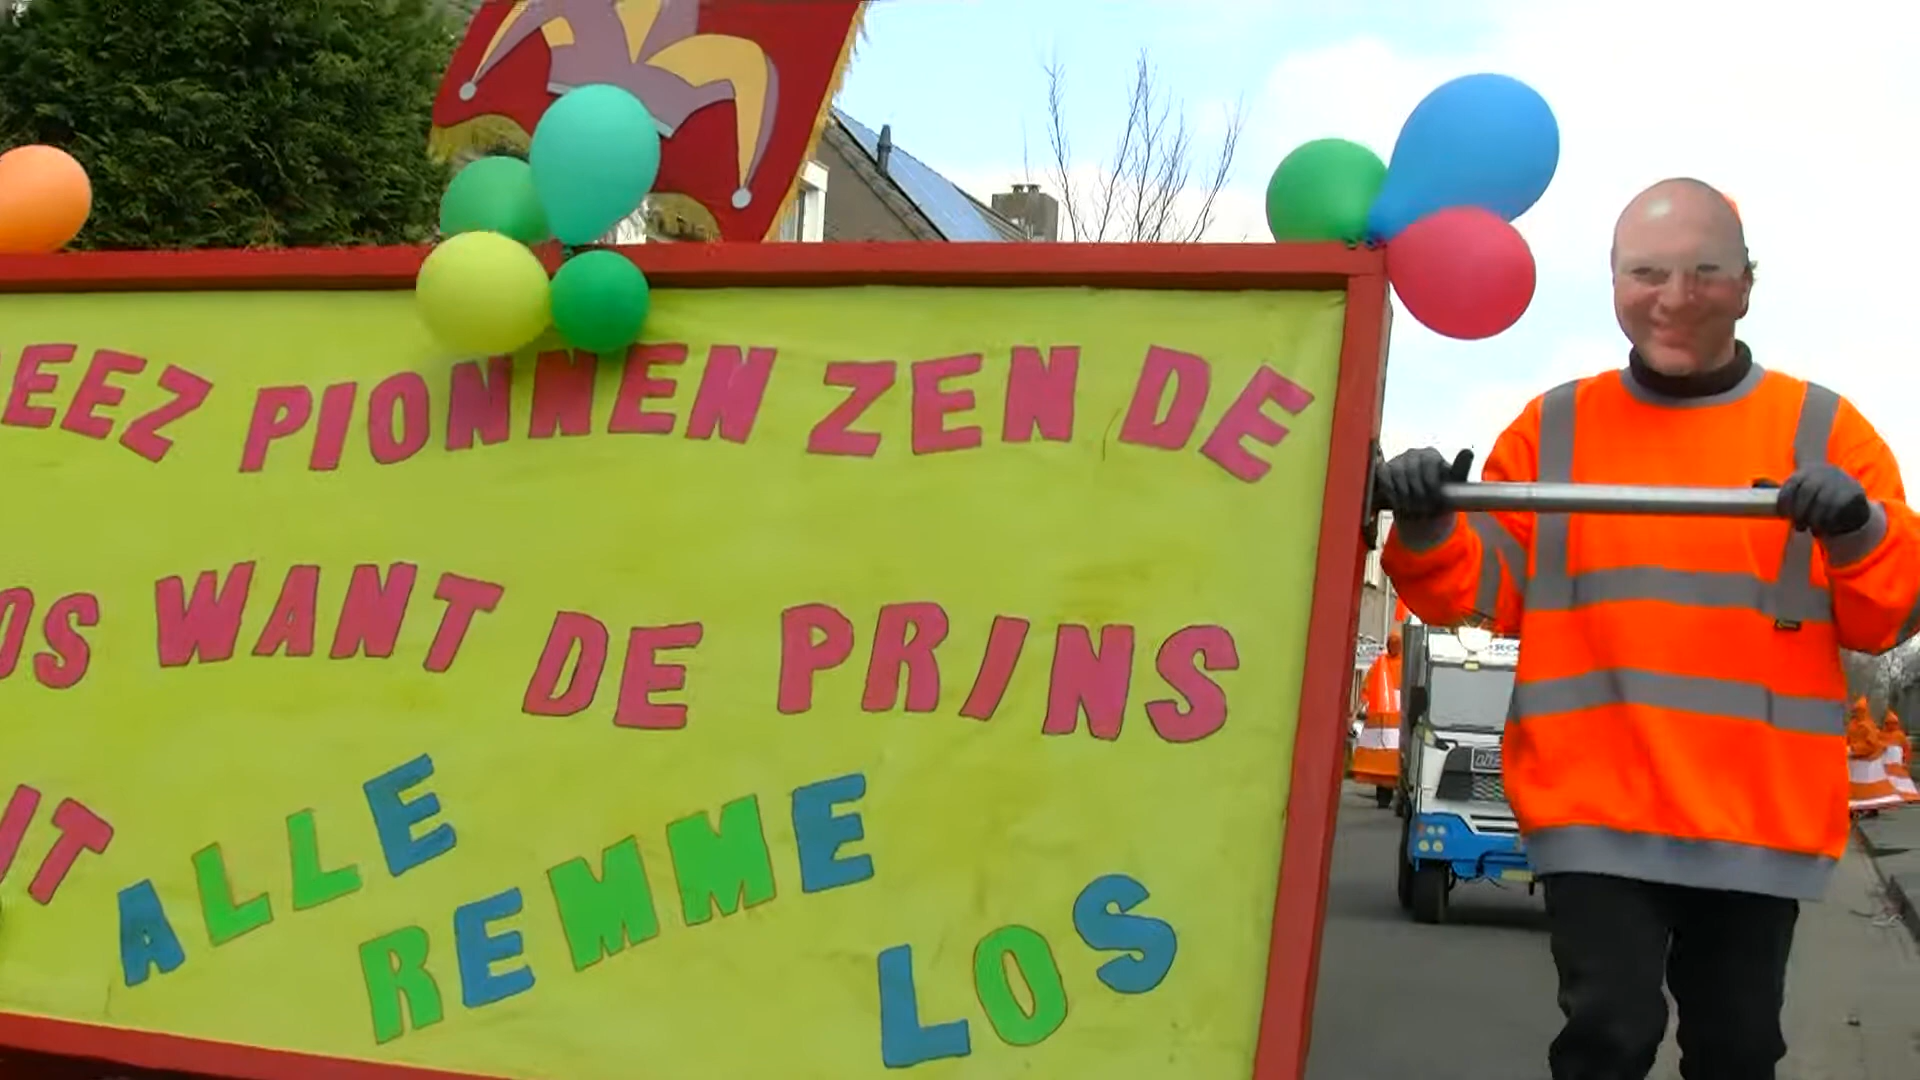 EEZ PIONNEN ZEN DE
OS WANT DE PRINS
IT ALLE
REMME
LOS